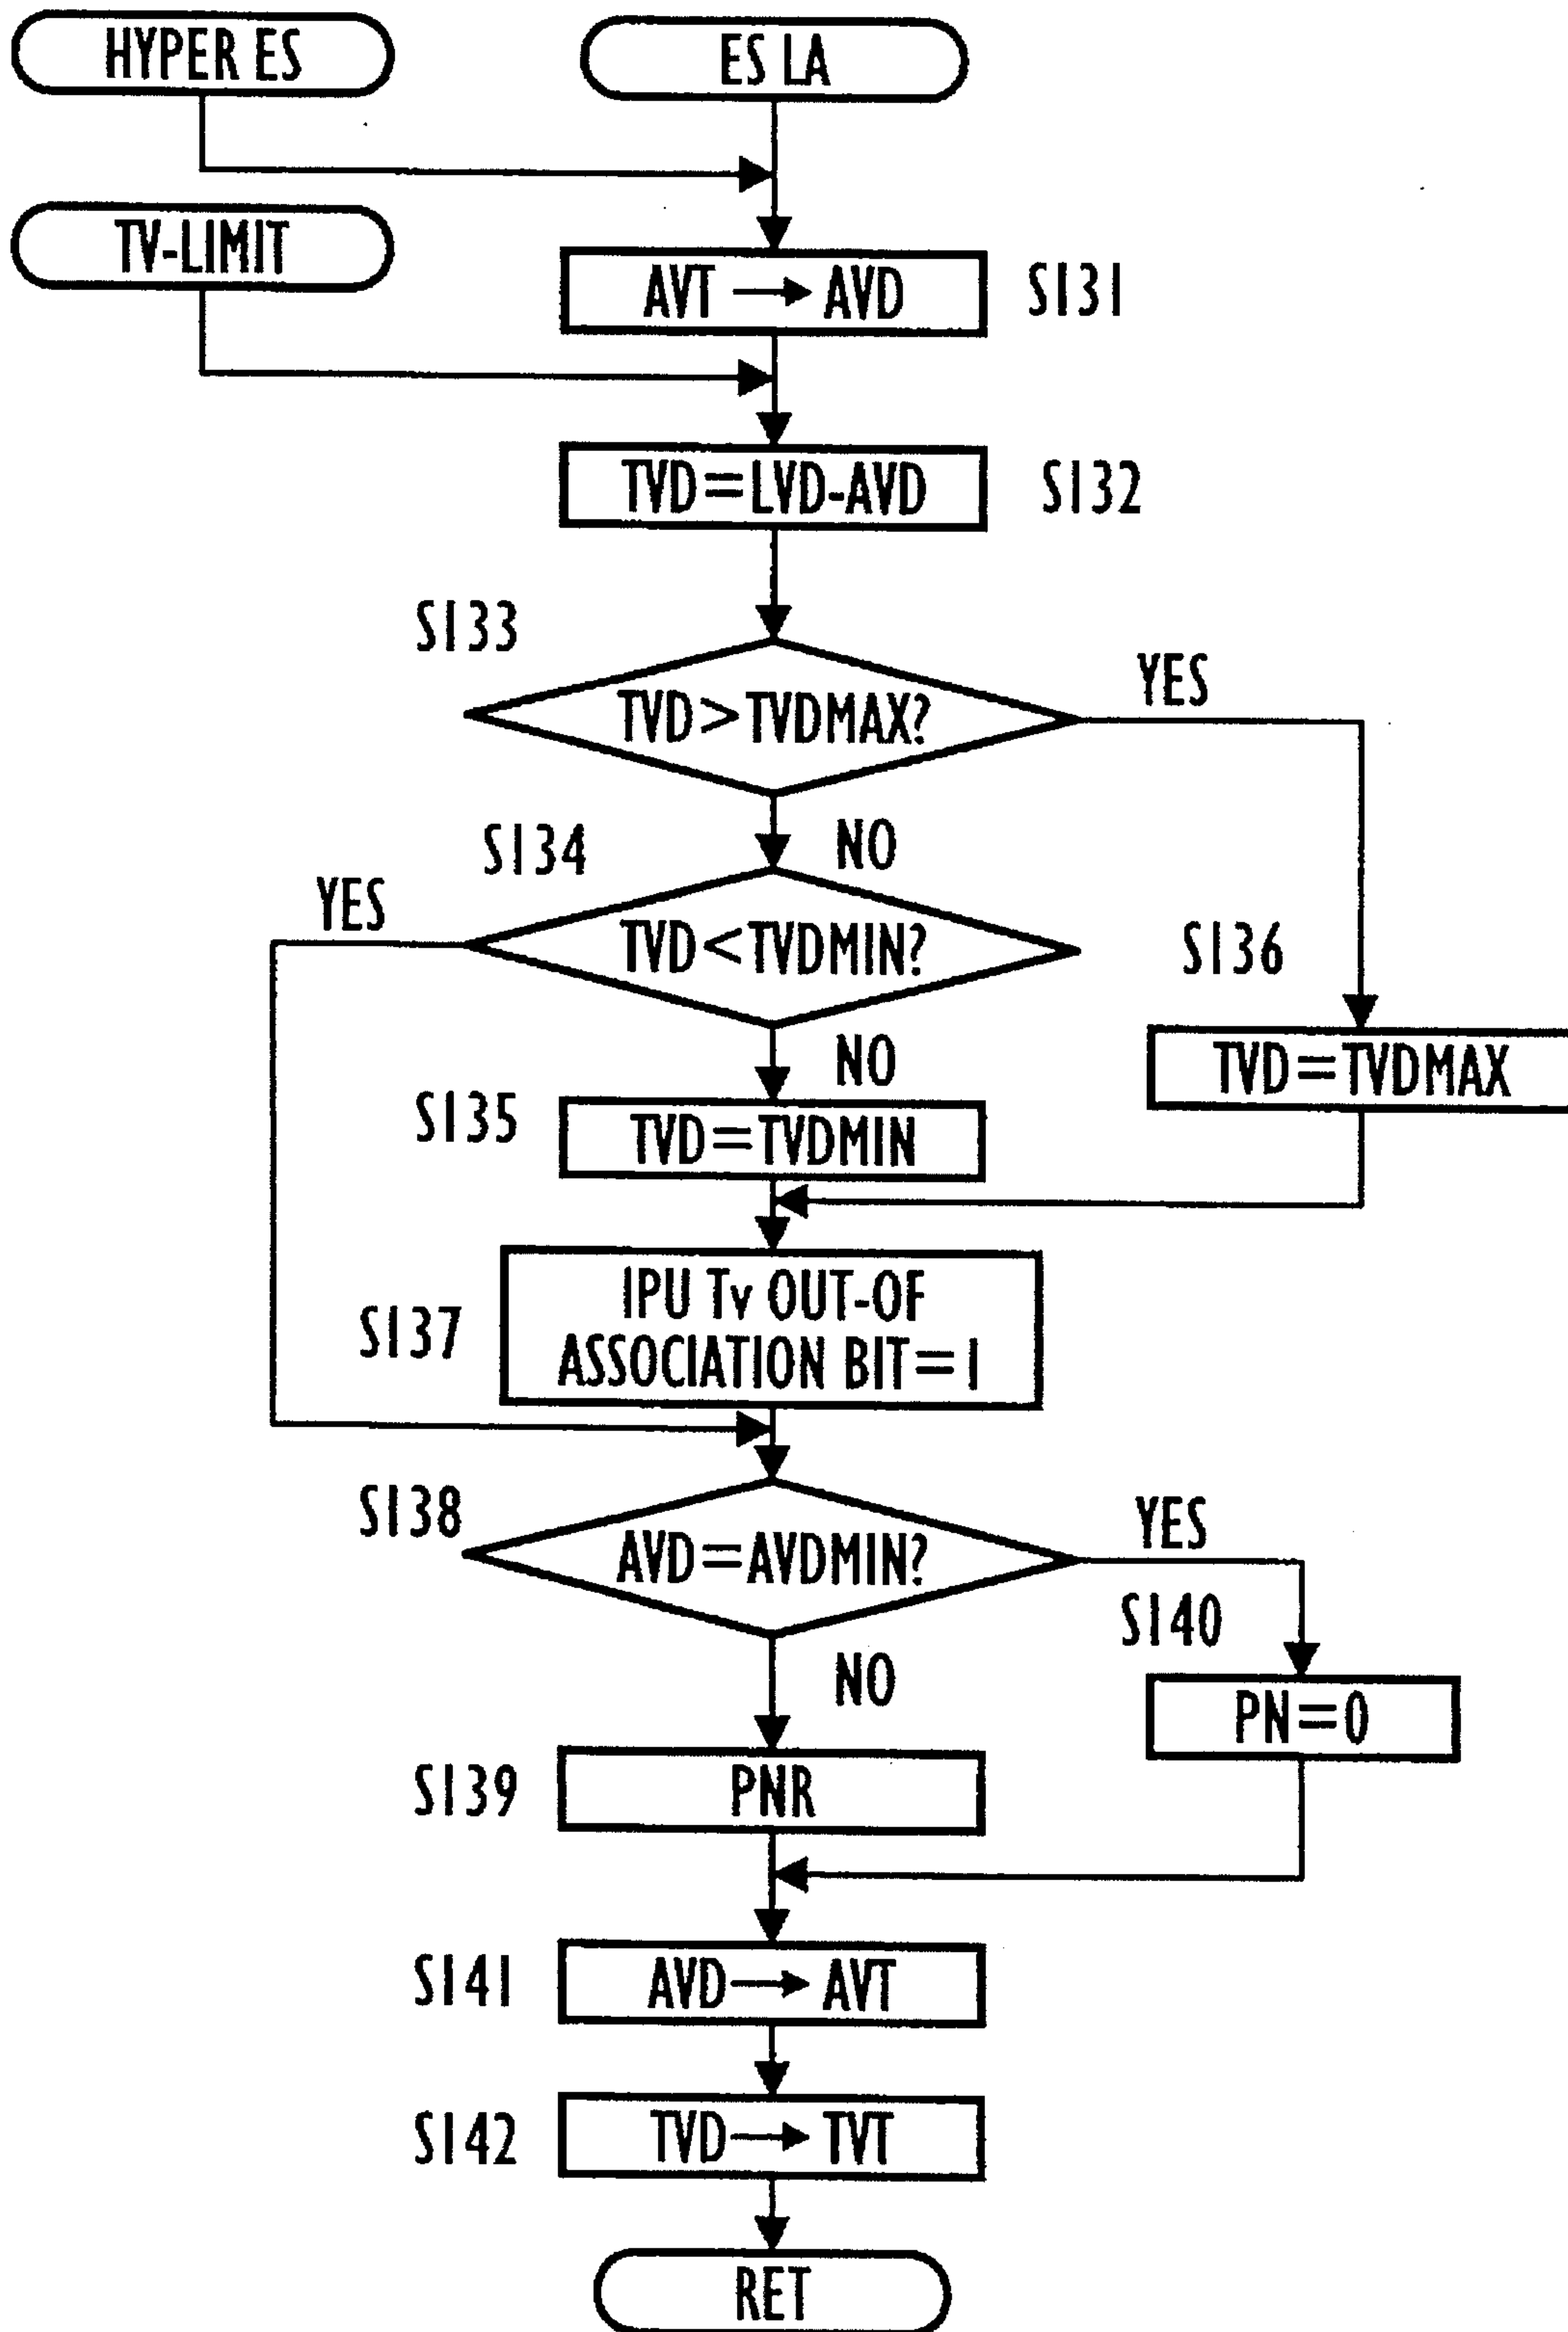 HYPER ES
ES LA
TV-LIMIT
AVT → AVD
S131
TVD=LVD-AVD
S132
S133
TVD>TVDMAX?
YES
NO
S134
YES
TVD<TVDMIN?
NO
S136
TVD=TVDMAX
S135
TVD=TVDMIN
S137
IPU Tv OUT-OF
ASSOCIATION BIT=1
S138
AVD=AVDMIN?
YES
NO
S140
PN=0
S139
PNR
S141
AVD → AVT
S142
TVD → TVT
RET